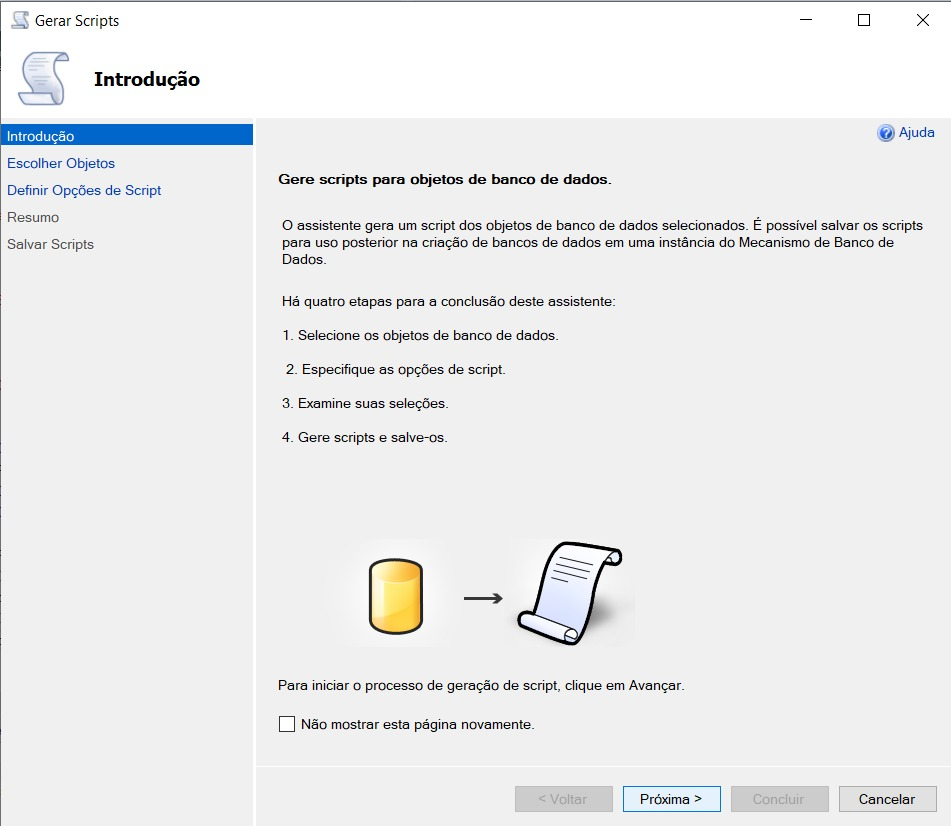 Gerar Scripts
Introdução
Introdução
Escolher Objetos
Definir Opções de Script
Resumo
Salvar Scripts
Ajuda
Gere scripts para objetos de banco de dados.
O assistente gera um script dos objetos de banco de dados selecionados. É possível salvar os scripts
para uso posterior na criação de bancos de dados em uma instância do Mecanismo de Banco de
Dados.
Há quatro etapas para a conclusão deste assistente:
1. Selecione os objetos de banco de dados.
2. Especifique as opções de script.
3. Examine suas seleções.
4. Gere scripts e salve-os.
Para iniciar o processo de geração de script, clique em Avançar.
Não mostrar esta página novamente.
< Voltar
Próxima >
Concluir
Cancelar